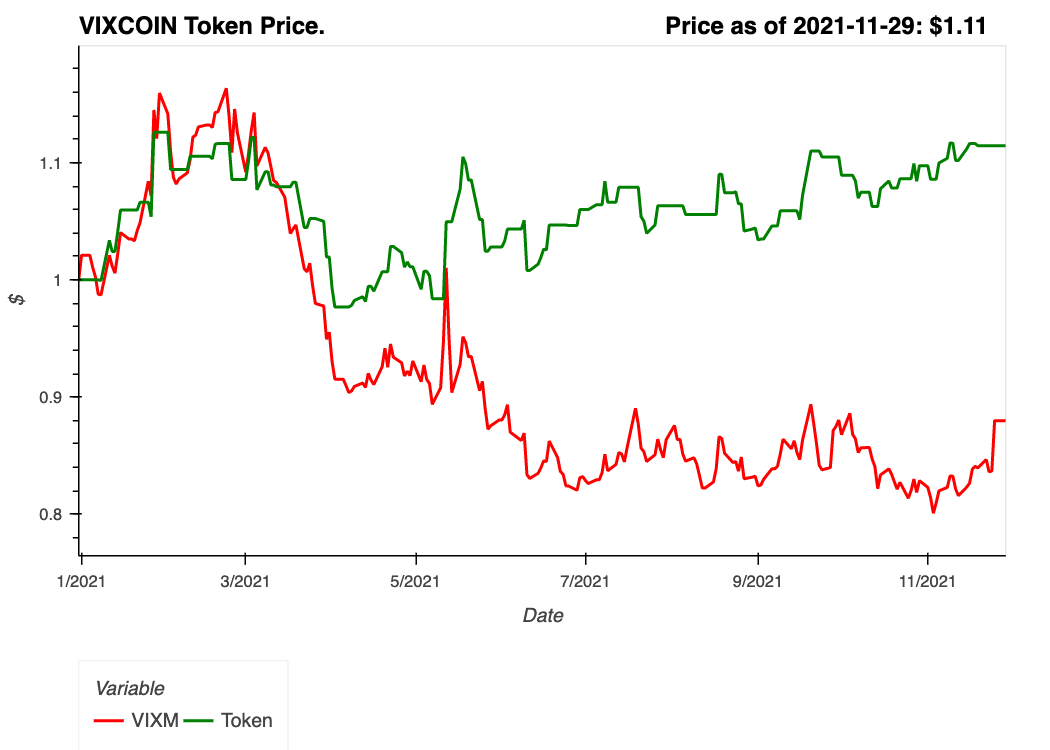 VIXCOIN Token Price.
Price as of 2021-11-29: $1.11
1.1
1
0.9
0.8
$
1/2021
3/2021
5/2021
7/2021
9/2021
11/2021
Date
Variable
VIXM
Token